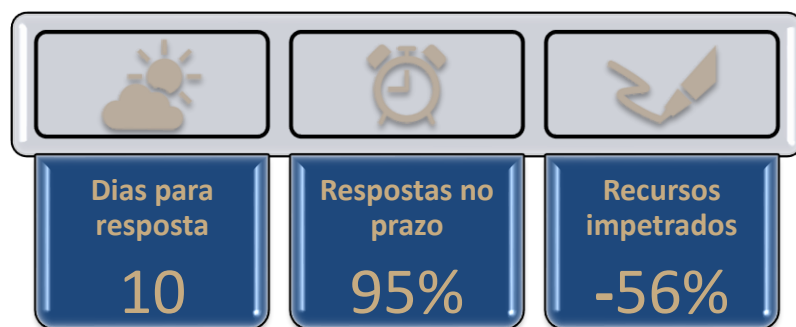 Dias para
resposta
10
Respostas no
prazo
95%
Recursos
impetrados
-56%